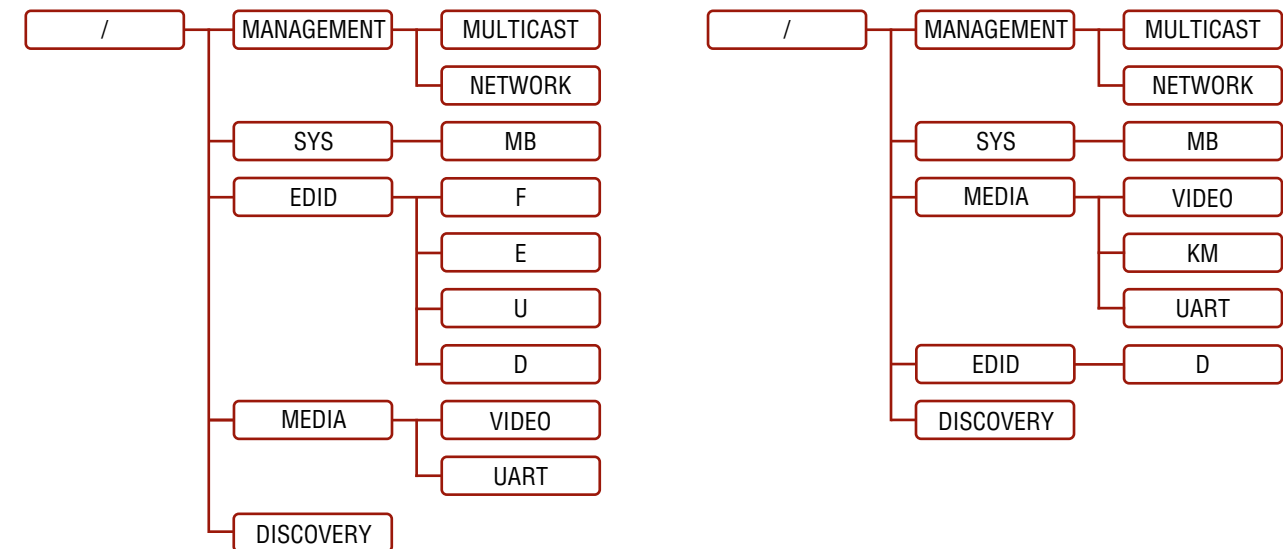 /
MANAGEMENT
MULTICAST
NETWORK
SYS
MB
EDID
F
E
U
D
MEDIA
VIDEO
UART
DISCOVERY
/
MANAGEMENT
MULTICAST
NETWORK
SYS
MB
MEDIA
VIDEO
KM
UART
EDID
D
DISCOVERY